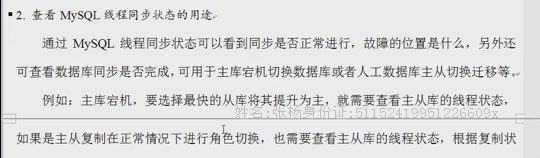 ▪ 2. 查看 MySQL 线程同步状态的用途
通过 MySQL 线程同步状态可以看到同步是否正常进行，故障的位置是什么，另外还
可查看数据库同步是否完成，可用于主库宕机切换数据库或者人工数据库主从切换迁移等。
例如：主库宕机，要选择最快的从库将其提升为主，就需要查看主从库的线程状态，
姓名:张杨身份证:51152419951226609x
如果是主从复制在正常情况下进行角色切换，也需要查看主从库的线程状态，根据复制状